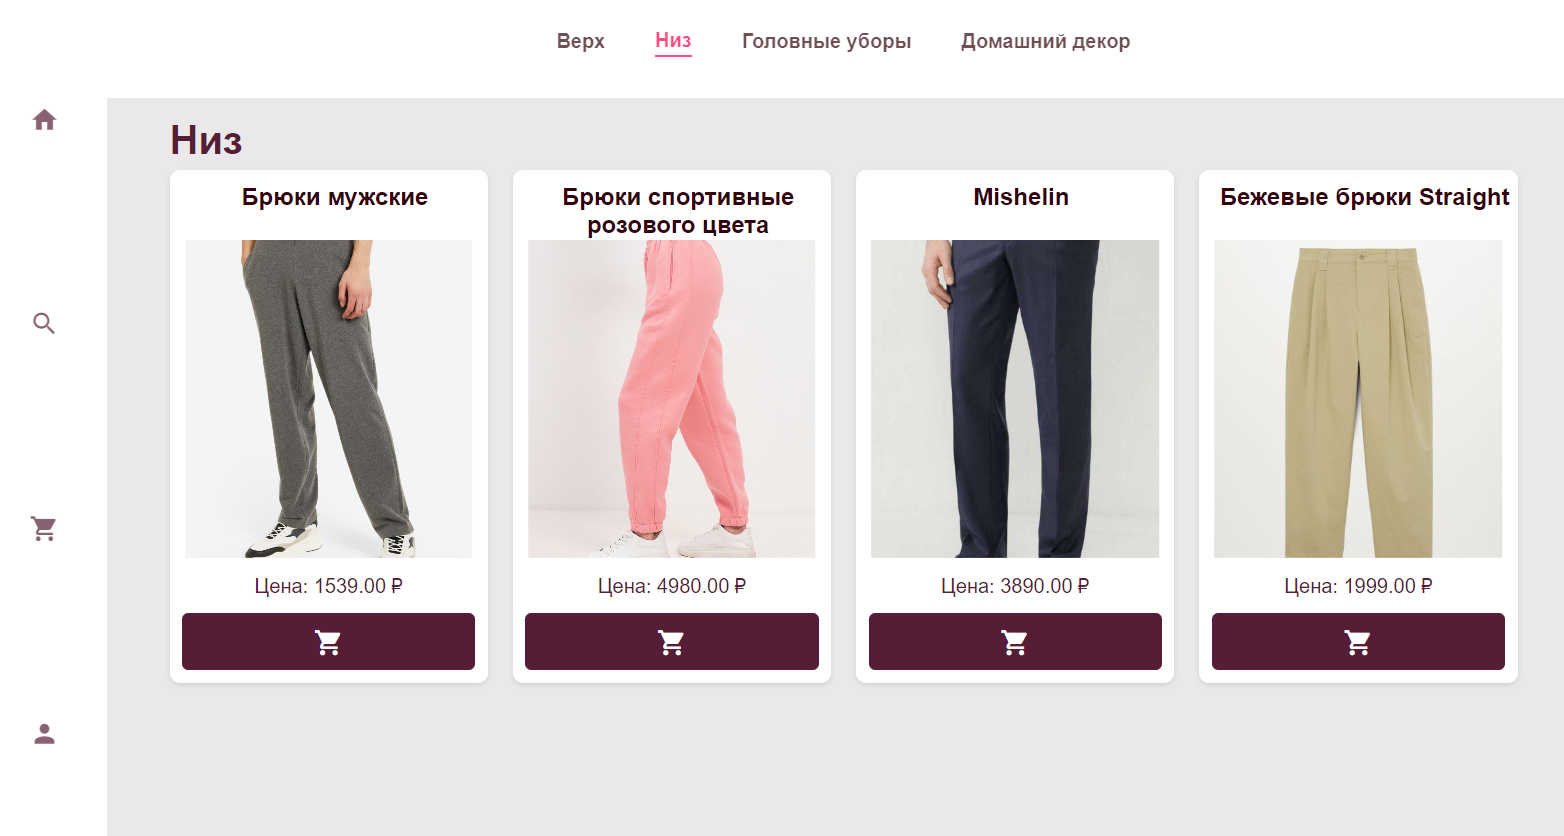 Верх Низ Головные уборы Домашний декор
Низ
Брюки мужские
Брюки спортивные
розового цвета
Mishelin
Бежевые брюки Straight
Цена: 1539.00 ₽
Цена: 4980.00 ₽
Цена: 3890.00 ₽
Цена: 1999.00 ₽